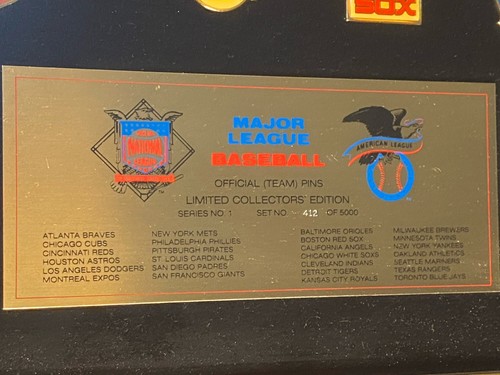 SOX
NATIONAL
MAJOR
LEAGUE
BASEBALL
AMERICAN LEAGUE
OFFICIAL (TEAM) PINS
LIMITED COLLECTORS' EDITION
SERIES NO. 1 SET NO 412 OF 5000
ATLANTA BRAVES
CHICAGO CUBS
CINCINNATI REDS
HOUSTON ASTROS
LOS ANGELES DODGERS
MONTREAL EXPOS
NEW YORK METS
PHILADELPHIA PHILLIES
PITTSBURGH PIRATES
ST. LOUIS CARDINALS
SAN DIEGO PADRES
SAN FRANCISCO GIANTS
BALTIMORE ORIOLES
BOSTON RED SOX
CALIFORNIA ANGELS
CHICAGO WHITE SOXS
CLEVELAND INDIANS
DETROIT TIGERS
KANSAS CITY ROYALS
MILWAUKEE BREWERS
MINNESOTA TWINS
NEW YORK YANKEES
OAKLAND ATHLETICS
SEATTLE MARINERS
TEXAS RANGERS
TORONTO BLUE JAYS